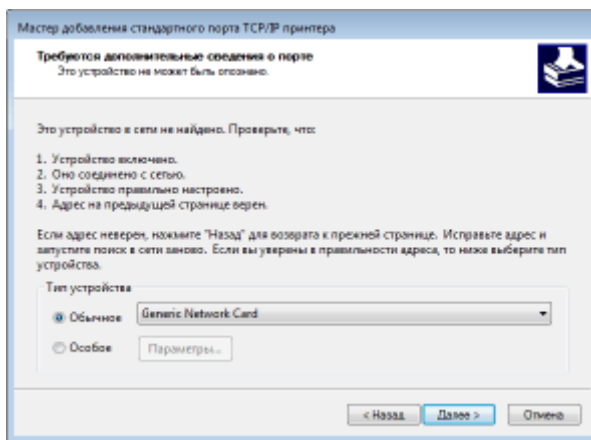 Мастер добавления стандартного порта TCP/IP принтера
Требуются дополнительные сведения о порте
Это устройство не может быть опознано.
Это устройство в сети не найдено. Проверьте, что:
1. Устройство включено.
2. Оно соединено с сетью.
3. Устройство правильно настроено.
4. Адрес на предыдущей странице верен.
Если адрес неверен, нажмите "Назад" для возврата к прежней странице. Исправьте адрес и
запустите поиск в сети заново. Если вы уверены в правильности адреса, то ниже выберите тип
устройства.
Тип устройства
Обычное Generic Network Card
Особое Параметры...
< Назад Далее > Отмена